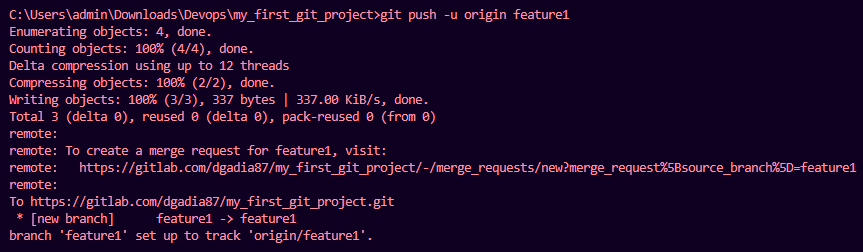 C:\Users\admin\Downloads\Devops\my_first_git_project>git push -u origin feature1
Enumerating objects: 4, done.
Counting objects: 100% (4/4), done.
Delta compression using up to 12 threads
Compressing objects: 100% (2/2), done.
Writing objects: 100% (3/3), 337 bytes | 337.00 KiB/s, done.
Total 3 (delta 0), reused 0 (delta 0), pack-reused 0 (from 0)
remote:
remote: To create a merge request for feature1, visit:
remote:   https://gitlab.com/dgadia87/my_first_git_project/-/merge_requests/new?merge_request%5Bsource_branch%5D=feature1
remote:
To https://gitlab.com/dgadia87/my_first_git_project.git
 * [new branch]      feature1 -> feature1
branch 'feature1' set up to track 'origin/feature1'.